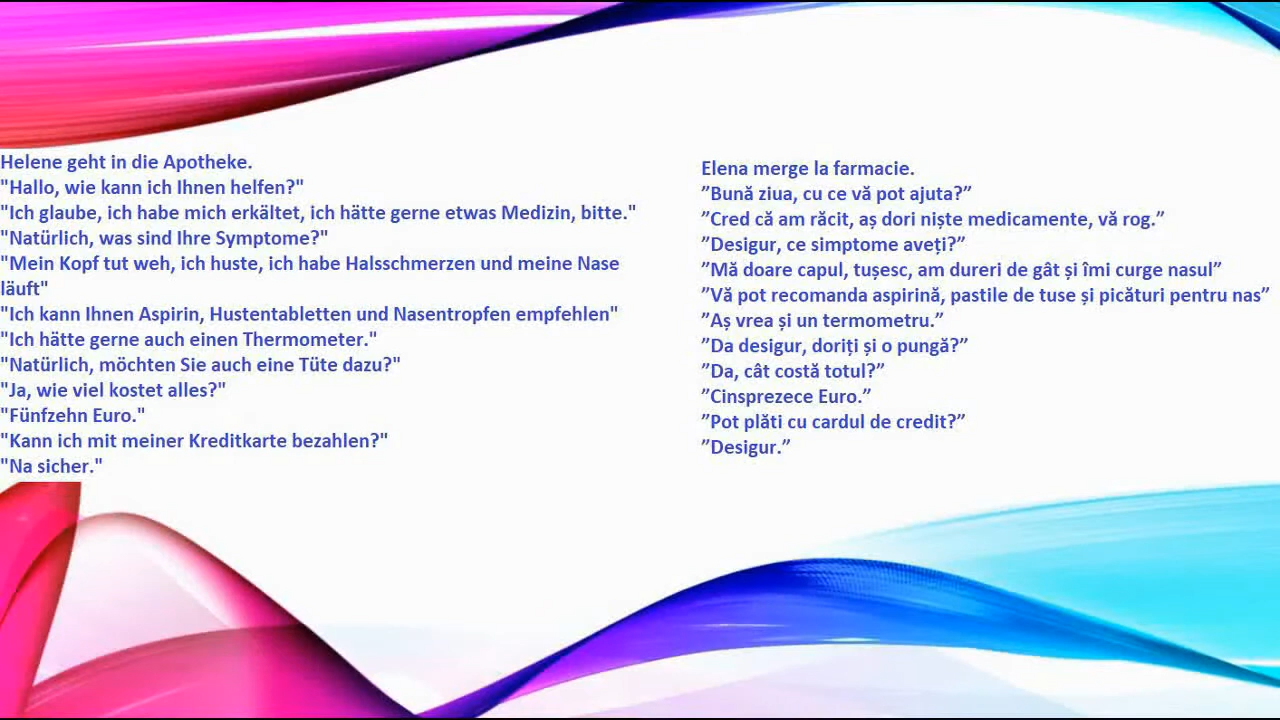 Helene geht in die Apotheke.
"Hallo, wie kann ich Ihnen helfen?"
"Ich glaube, ich habe mich erkältet, ich hätte gerne etwas Medizin, bitte."
"Natürlich, was sind Ihre Symptome?"
"Mein Kopf tut weh, ich huste, ich habe Halsschmerzen und meine Nase
läuft"
"Ich kann Ihnen Aspirin, Hustentabletten und Nasentropfen empfehlen"
"Ich hätte gerne auch einen Thermometer."
"Natürlich, möchten Sie auch eine Tüte dazu?"
"Ja, wie viel kostet alles?"
"Fünfzehn Euro."
"Kann ich mit meiner Kreditkarte bezahlen?"
"Na sicher."
Elena merge la farmacie.
”Bună ziua, cu ce vă pot ajuta?”
”Cred că am răcit, aș dori niște medicamente, vă rog.”
”Desigur, ce simptome aveți?”
”Mă doare capul, tușesc, am dureri de gât și îmi curge nasul”
”Vă pot recomanda aspirină, pastile de tuse și picături pentru nas”
”Aș vrea și un termometru.”
”Da desigur, doriți și o pungă?”
”Da, cât costă totul?”
”Cinsprezece Euro.”
”Pot plăti cu cardul de credit?”
”Desigur.”